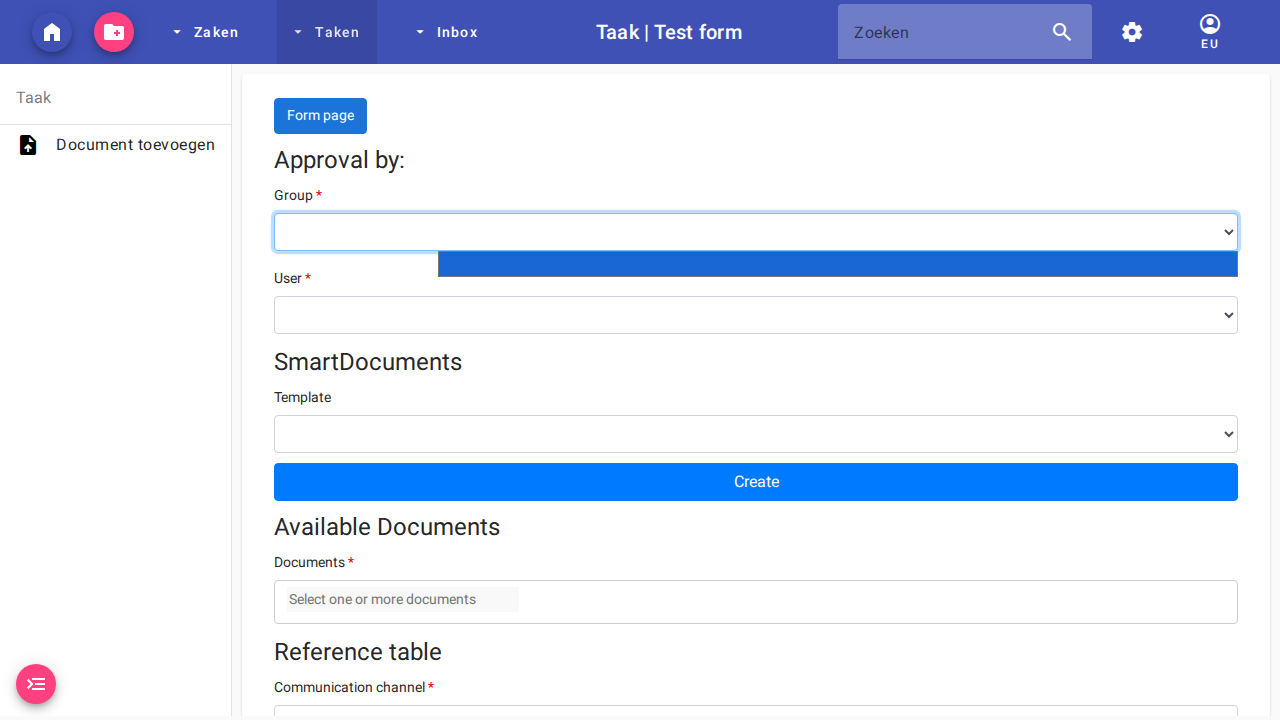 Zaken
Taken
Inbox
Taak | Test form
Zoeken
EU
Taak
Document toevoegen
Form page
Approval by:
Group *
User *
SmartDocuments
Template
Create
Available Documents
Documents *
Select one or more documents
Reference table
Communication channel *